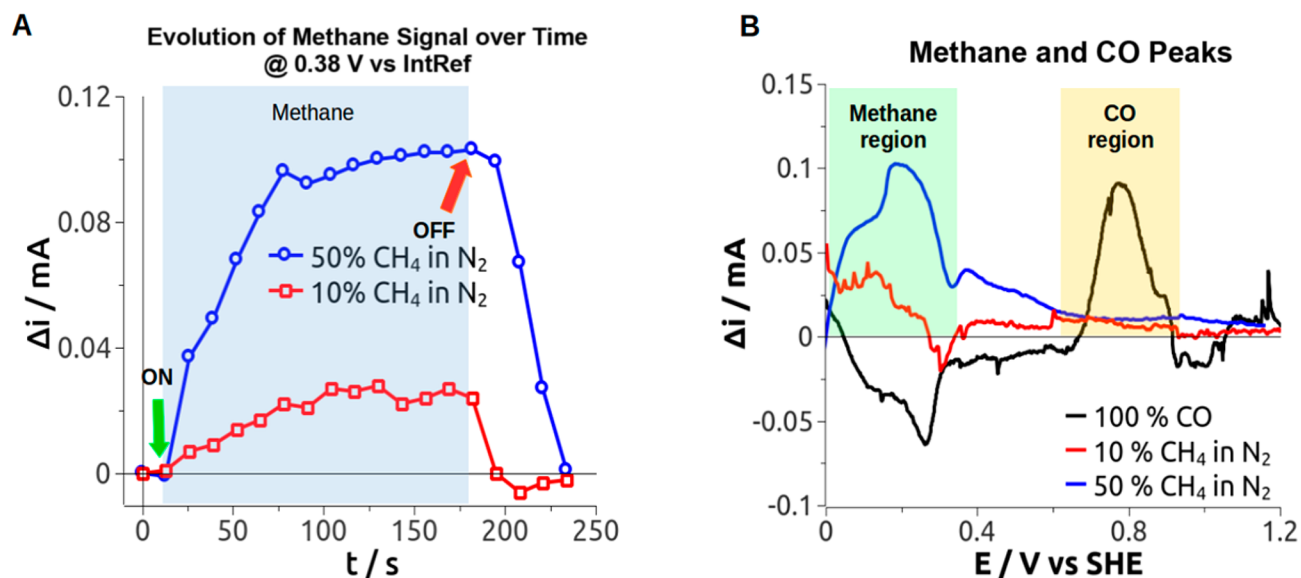 A
Evolution of Methane Signal over Time
@ 0.38 V vs IntRef
0.12
0.08
0.04
0
Δi / mA
Methane
ON
OFF
50% CH₄ in N₂
10% CH₄ in N₂
0 50 100 150 200 250
t / s
B
Methane and CO Peaks
0.15
0.1
0.05
0
-0.05
-0.1
Δi / mA
Methane
region
CO
region
100 % CO
10 % CH₄ in N₂
50 % CH₄ in N₂
0 0.4 0.8 1.2
E / V vs SHE